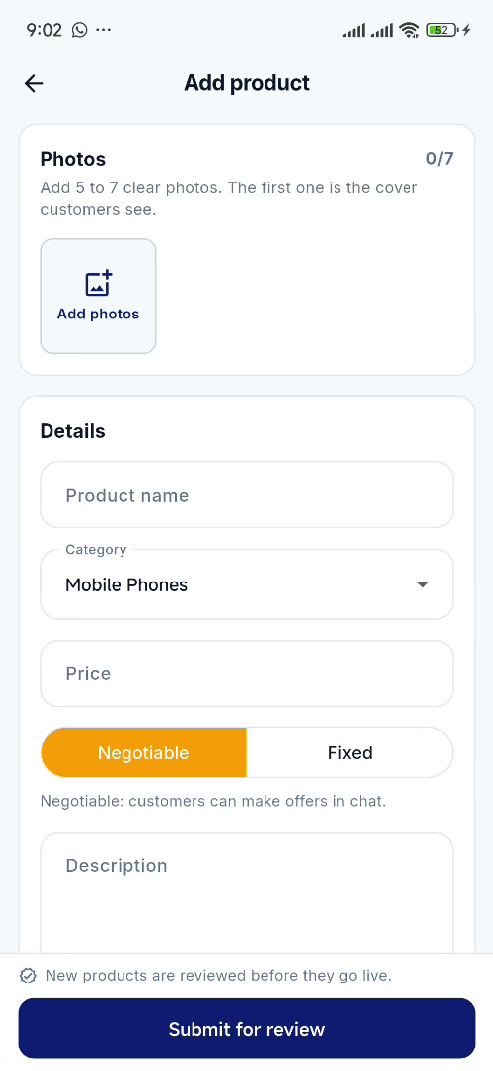 9:02
52
Add product
Photos
0/7
Add 5 to 7 clear photos. The first one is the cover
customers see.
Add photos
Details
Product name
Category
Mobile Phones
Price
Negotiable
Fixed
Negotiable: customers can make offers in chat.
Description
New products are reviewed before they go live.
Submit for review